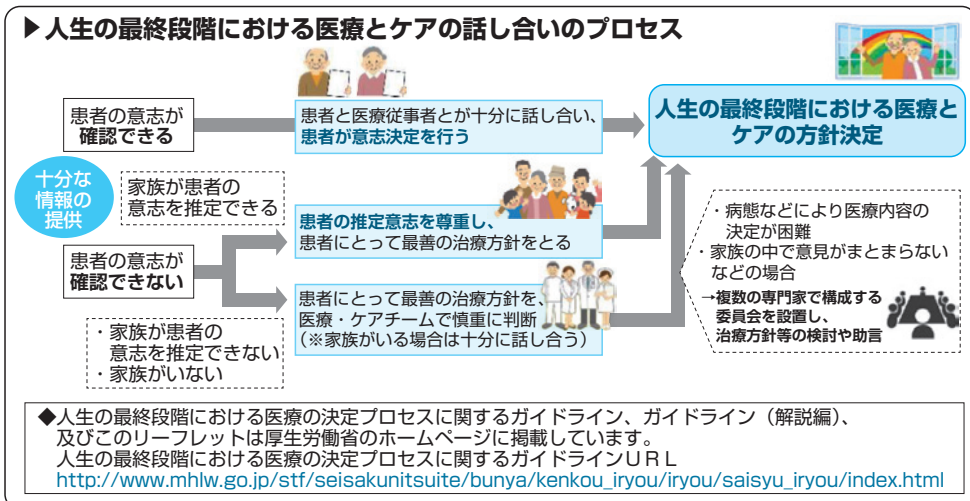 ▶人生の最終段階における医療とケアの話し合いのプロセス
患者の意志が
確認できる
患者と医療従事者とが十分に話し合い、
患者が意志決定を行う
人生の最終段階における医療と
ケアの方針決定
十分な
情報の
提供
家族が患者の
意志を推定できる
患者の推定意志を尊重し、
患者にとって最善の治療方針をとる
患者の意志が
確認できない
患者にとって最善の治療方針を、
医療・ケアチームで慎重に判断
(※家族がいる場合は十分に話し合う)
・家族が患者の
意志を推定できない
・家族がいない
・病態などにより医療内容の
決定が困難
・家族の中で意見がまとまらない
などの場合
→複数の専門家で構成する
委員会を設置し、
治療方針等の検討や助言
◆人生の最終段階における医療の決定プロセスに関するガイドライン、ガイドライン（解説編）、
及びこのリーフレットは厚生労働省のホームページに掲載しています。
人生の最終段階における医療の決定プロセスに関するガイドラインＵＲＬ
http://www.mhlw.go.jp/stf/seisakunitsuite/bunya/kenkou_iryou/iryou/saisyu_iryou/index.html